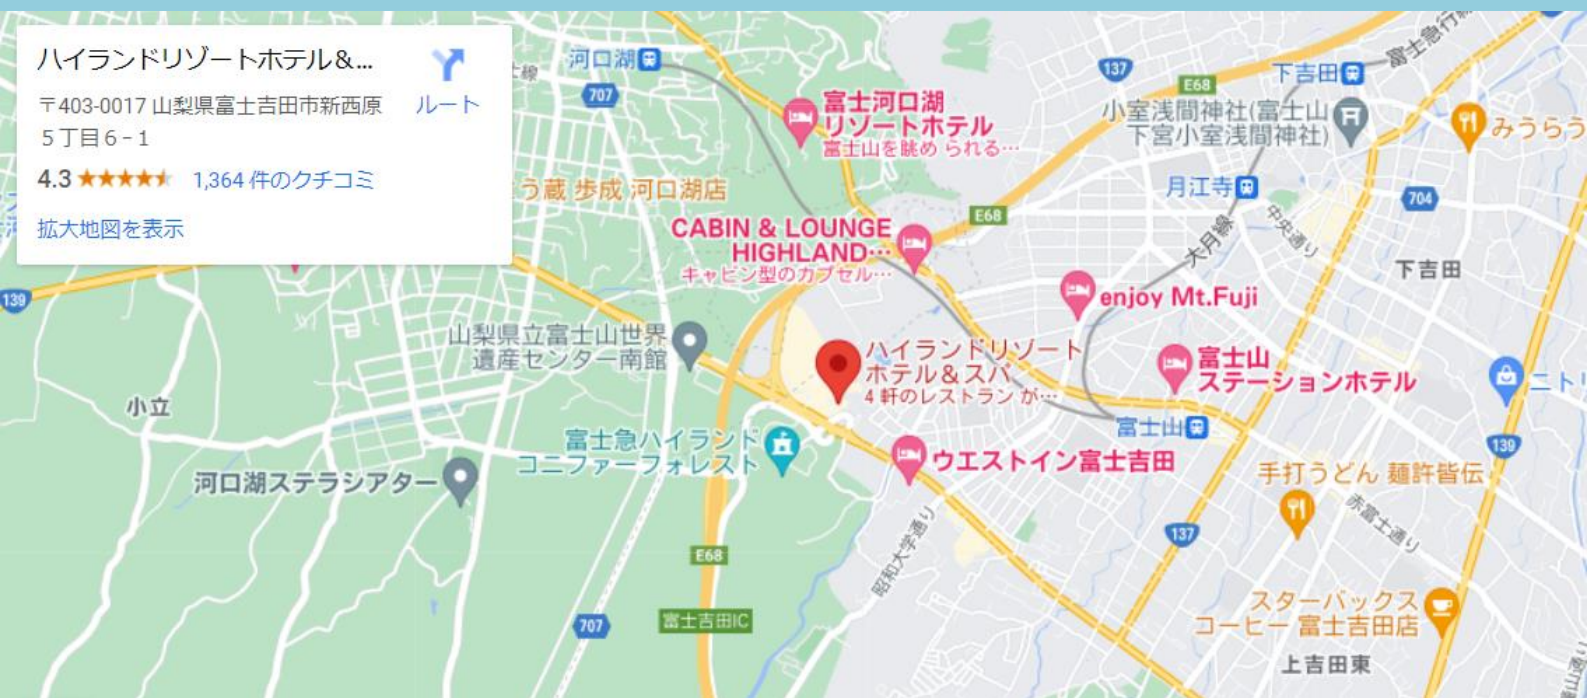 ハイランドリゾートホテル&...
〒403-0017 山梨県富士吉田市新西原
5丁目6-1
ルート
4.3
1,364 件のクチコミ
拡大地図を表示
河口湖
707
富士河口湖
リゾートホテル
富士山を眺め られる…
137
E68
下吉田
富士急行線
小室浅間神社(富士山
下宮小室浅間神社)
みうらう
う蔵 歩成 河口湖店
月江寺
704
CABIN & LOUNGE
HIGHLAND…
キャビン型のカプセル…
E68
大月線
中央通り
下吉田
139
enjoy Mt.Fuji
山梨県立富士山世界
遺産センター南館
ハイランドリゾート
ホテル&スパ
4 軒のレストラン が…
富士山
ステーションホテル
ニトリ
小立
富士山
139
富士急ハイランド
コニファーフォレスト
ウエストイン富士吉田
河口湖ステラシアター
手打うどん 麺許皆伝
赤富士通り
昭和大学通り
137
E68
富士吉田IC
707
スターバックス
コーヒー 富士吉田店
上吉田東